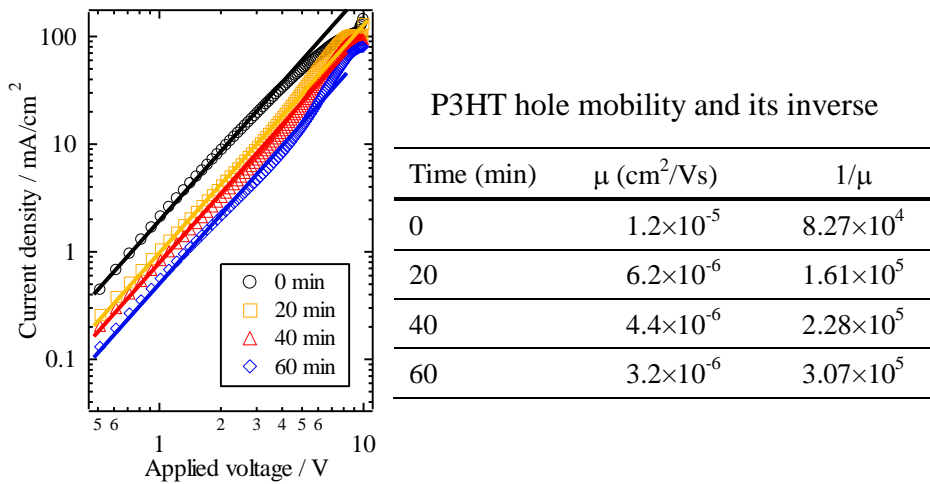 Current density / mA/cm²
100
10
1
0.1
0 min
20 min
40 min
60 min
5 6 2 3 4 5 6
1 10
Applied voltage / V
P3HT hole mobility and its inverse
Time (min) μ (cm²/Vs) 1/μ
0 1.2×10⁻⁵ 8.27×10⁴
20 6.2×10⁻⁶ 1.61×10⁵
40 4.4×10⁻⁶ 2.28×10⁵
60 3.2×10⁻⁶ 3.07×10⁵